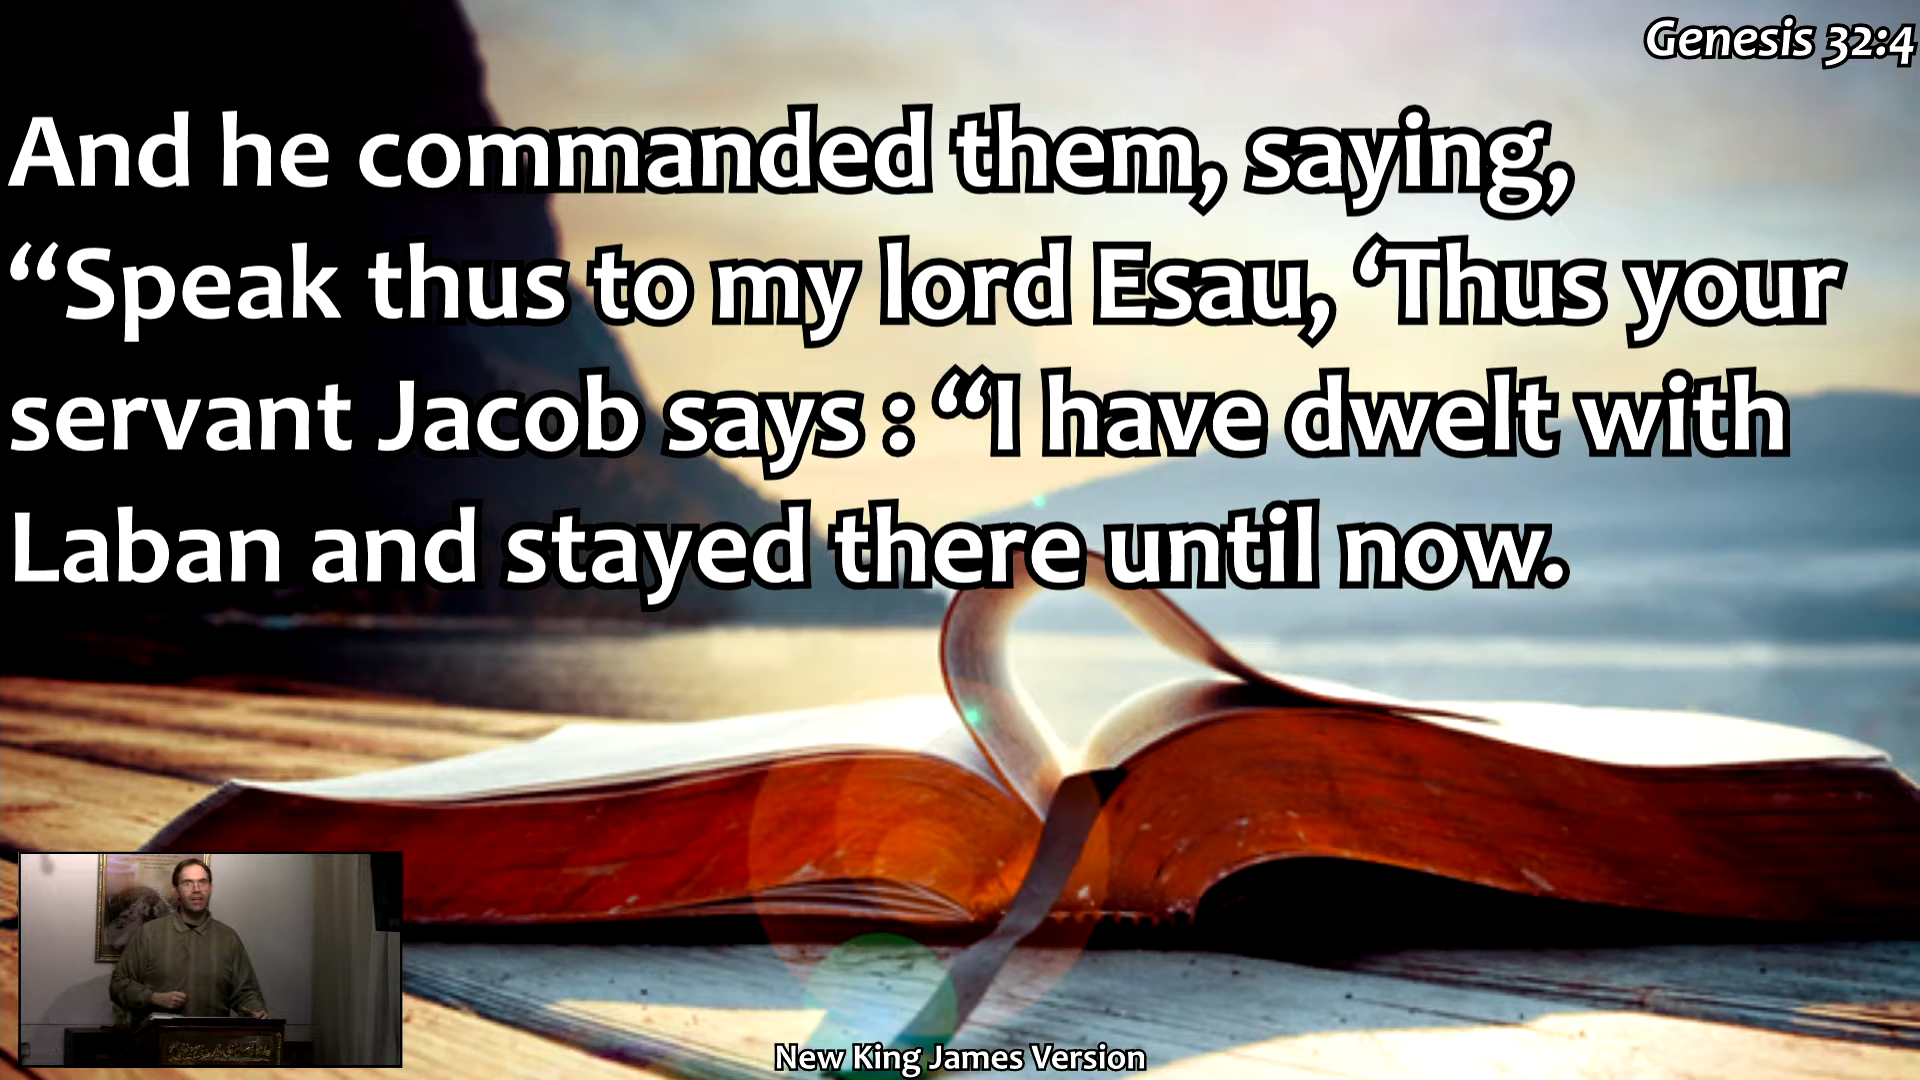 Genesis 32:4
And he commanded them, saying,
“Speak thus to my lord Esau, ‘Thus your
servant Jacob says : “I have dwelt with
Laban and stayed there until now.
New King James Version